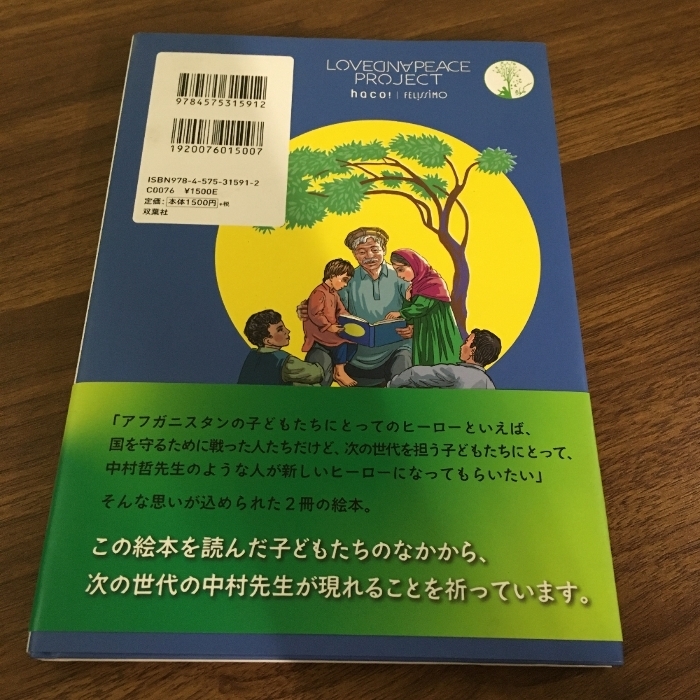 9784575315912
1920076015007
ISBN978-4-575-31591-2
C0076 ¥1500E
定価：本体1500円+税
双葉社
LOVE AND PEACE
PROJECT
haco! | FELISSIMO
「アフガニスタンの子どもたちにとってのヒーローといえば、
国を守るために戦った人たちだけど、次の世代を担う子どもたちにとって、
中村哲先生のような人が新しいヒーローになってもらいたい」
そんな思いが込められた２冊の絵本。
この絵本を読んだ子どもたちのなかから、
次の世代の中村先生が現れることを祈っています。